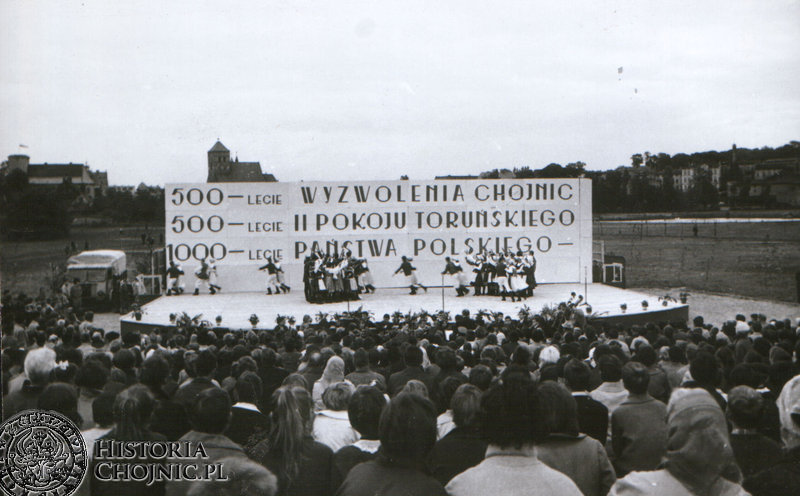 500-LECIE WYZWOLENIA CHOJNIC
500-LECIE II POKOJU TORUŃSKIEGO
1000-LECIE PAŃSTWA POLSKIEGO-
HISTORIA
CHOJNIC.PL